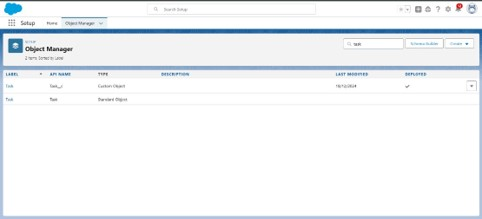 Search Setup
Setup Home Object Manager
SETUP
Object Manager
2 Items, Sorted by Label
task
Schema Builder
Create
LABEL API NAME TYPE DESCRIPTION LAST MODIFIED DEPLOYED
Task Task__c Custom Object 10/12/2024
Task Task Standard Object